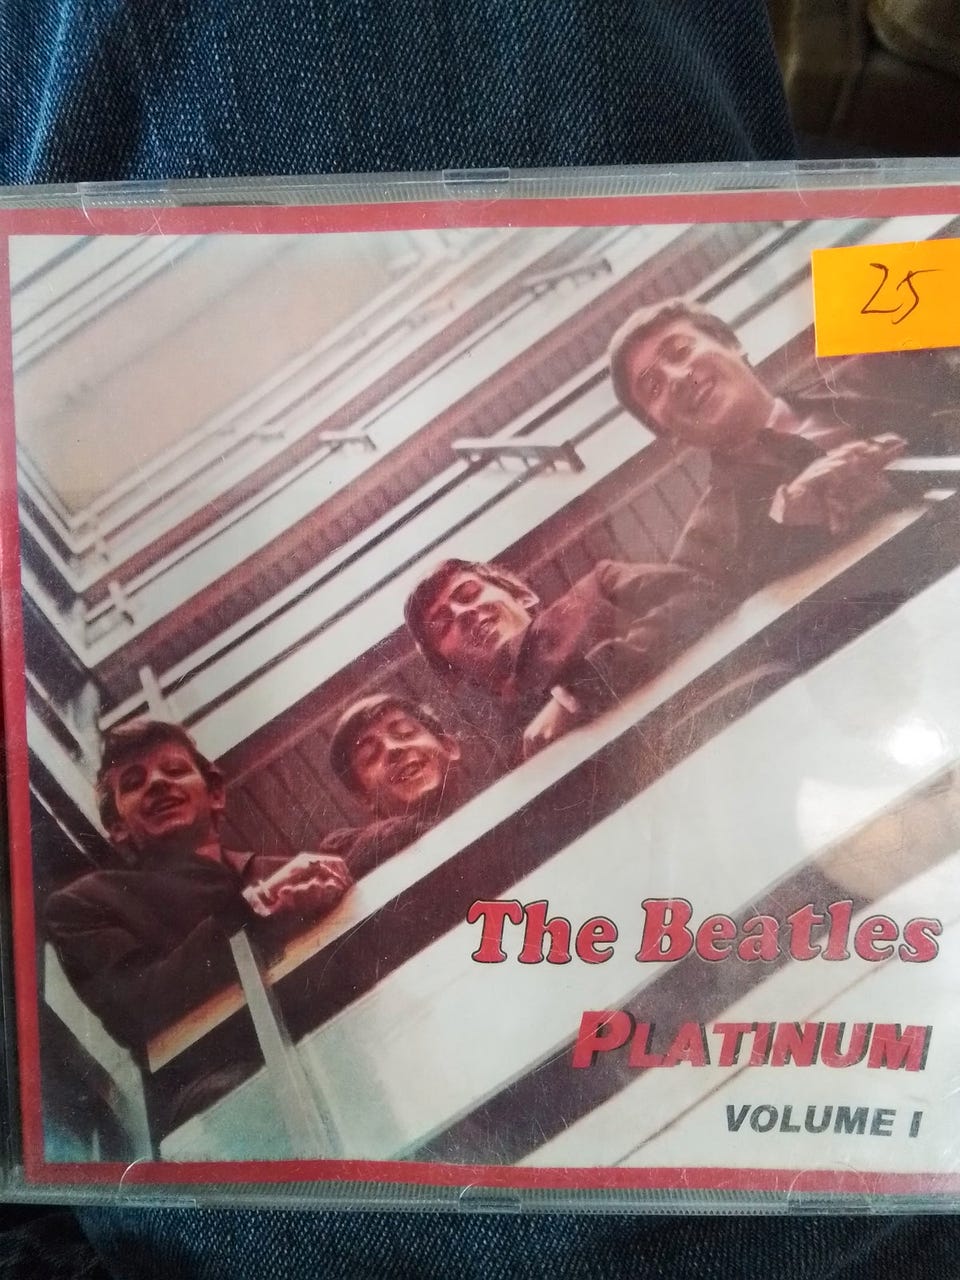 25
The Beatles
PLATINUM
VOLUME I